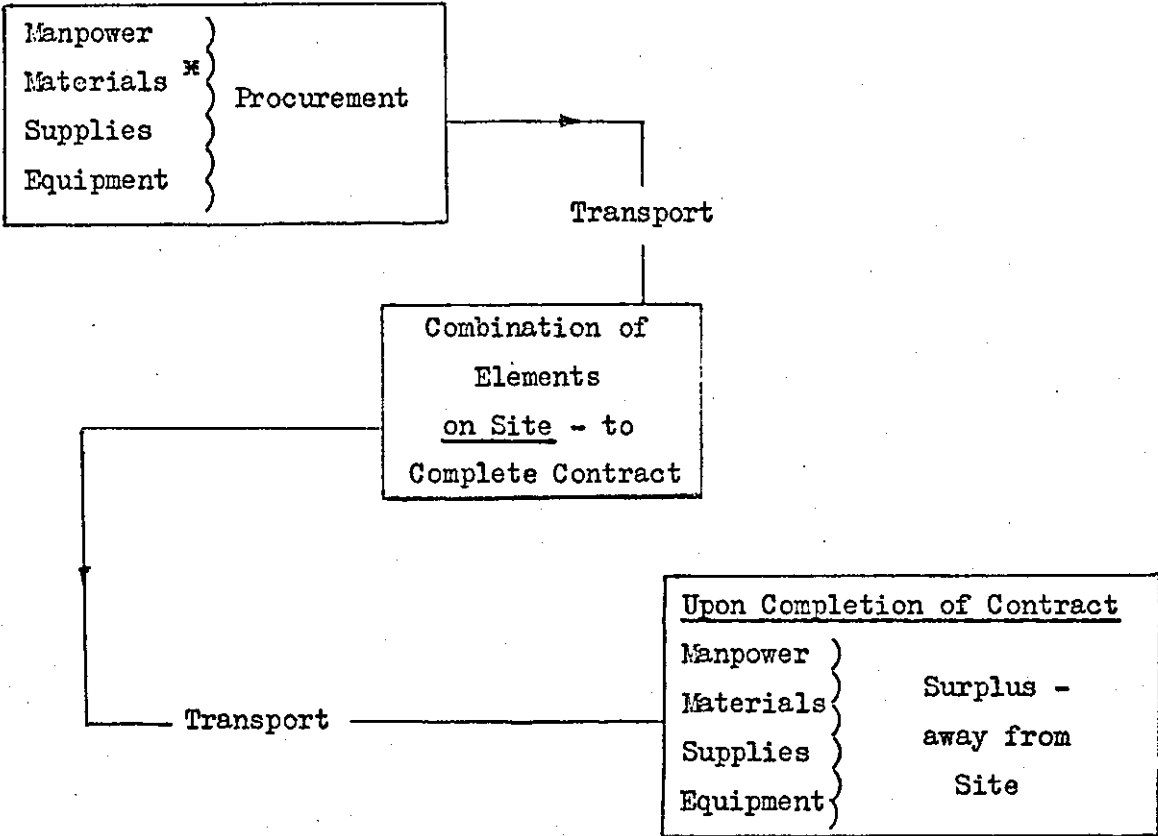 Manpower
Materials *
Supplies
Equipment
Procurement
Transport
Combination of
Elements
on Site - to
Complete Contract
Transport
Upon Completion of Contract
Manpower
Materials
Supplies
Equipment
Surplus -
away from
Site